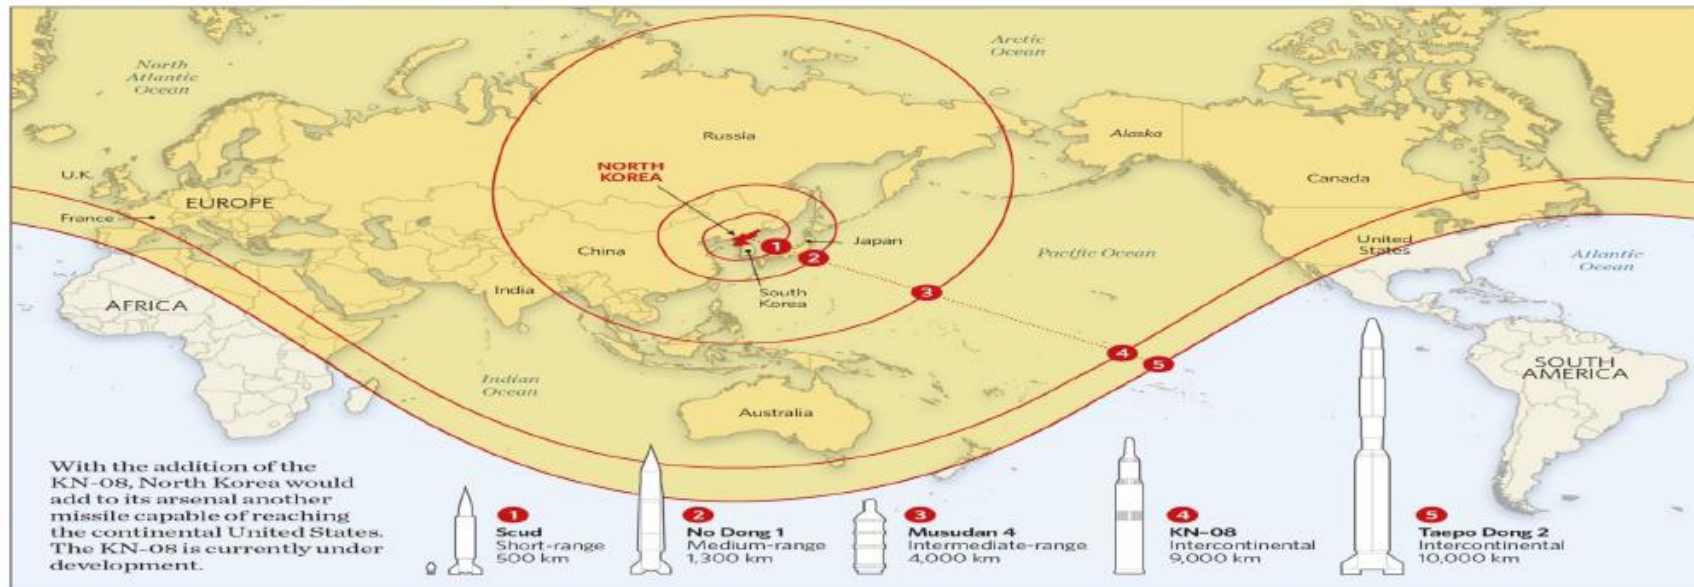 North
Atlantic
Ocean
Arctic
Ocean
Russia
Alaska
NORTH
KOREA
U.K.
Canada
EUROPE
France
China
Japan
1
2
Pacific Ocean
United
States
Atlantic
Ocean
India
South
Korea
3
AFRICA
4
5
SOUTH
AMERICA
Indian
Ocean
Australia
With the addition of the
KN-08, North Korea would
add to its arsenal another
missile capable of reaching
the continental United States.
The KN-08 is currently under
development.
1
Scud
Short-range
500 km
2
No Dong 1
Medium-range
1,300 km
3
Musudan 4
Intermediate-range
4,000 km
4
KN-08
Intercontinental
9,000 km
5
Taepo Dong 2
Intercontinental
10,000 km